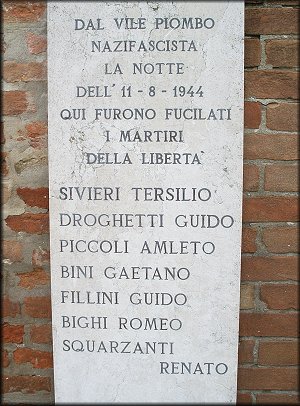 DAL VILE PIOMBO
NAZIFASCISTA
LA NOTTE
DELL' 11-8-1944
QUI FURONO FUCILATI
I MARTIRI
DELLA LIBERTA'
SIVIERI TERSILIO
DROGHETTI GUIDO
PICCOLI AMLETO
BINI GAETANO
FILLINI GUIDO
BIGHI ROMEO
SQUARZANTI
RENATO